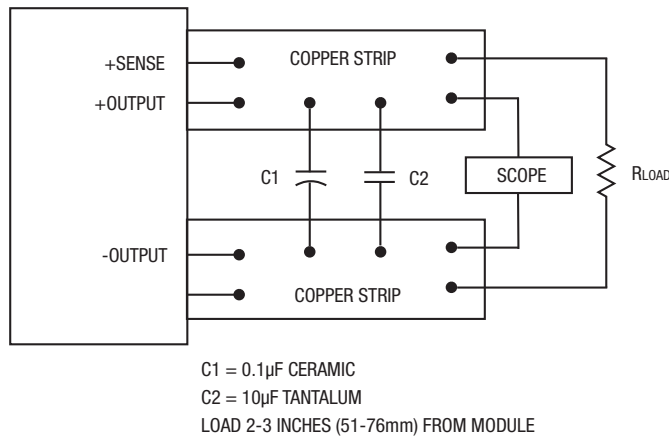 +SENSE
COPPER STRIP
+OUTPUT
C1
C2
SCOPE
RLOAD
-OUTPUT
COPPER STRIP
C1 = 0.1µF CERAMIC
C2 = 10µF TANTALUM
LOAD 2-3 INCHES (51-76mm) FROM MODULE